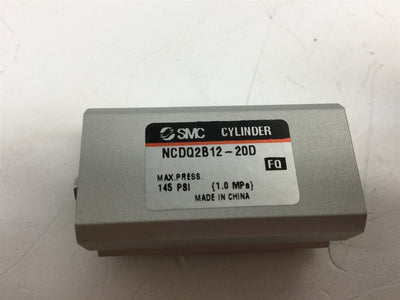 SMC CYLINDER
NCDQ2B12-20D
FQ
MAX.PRESS.
145 PSI (1.0 MPa)
MADE IN CHINA